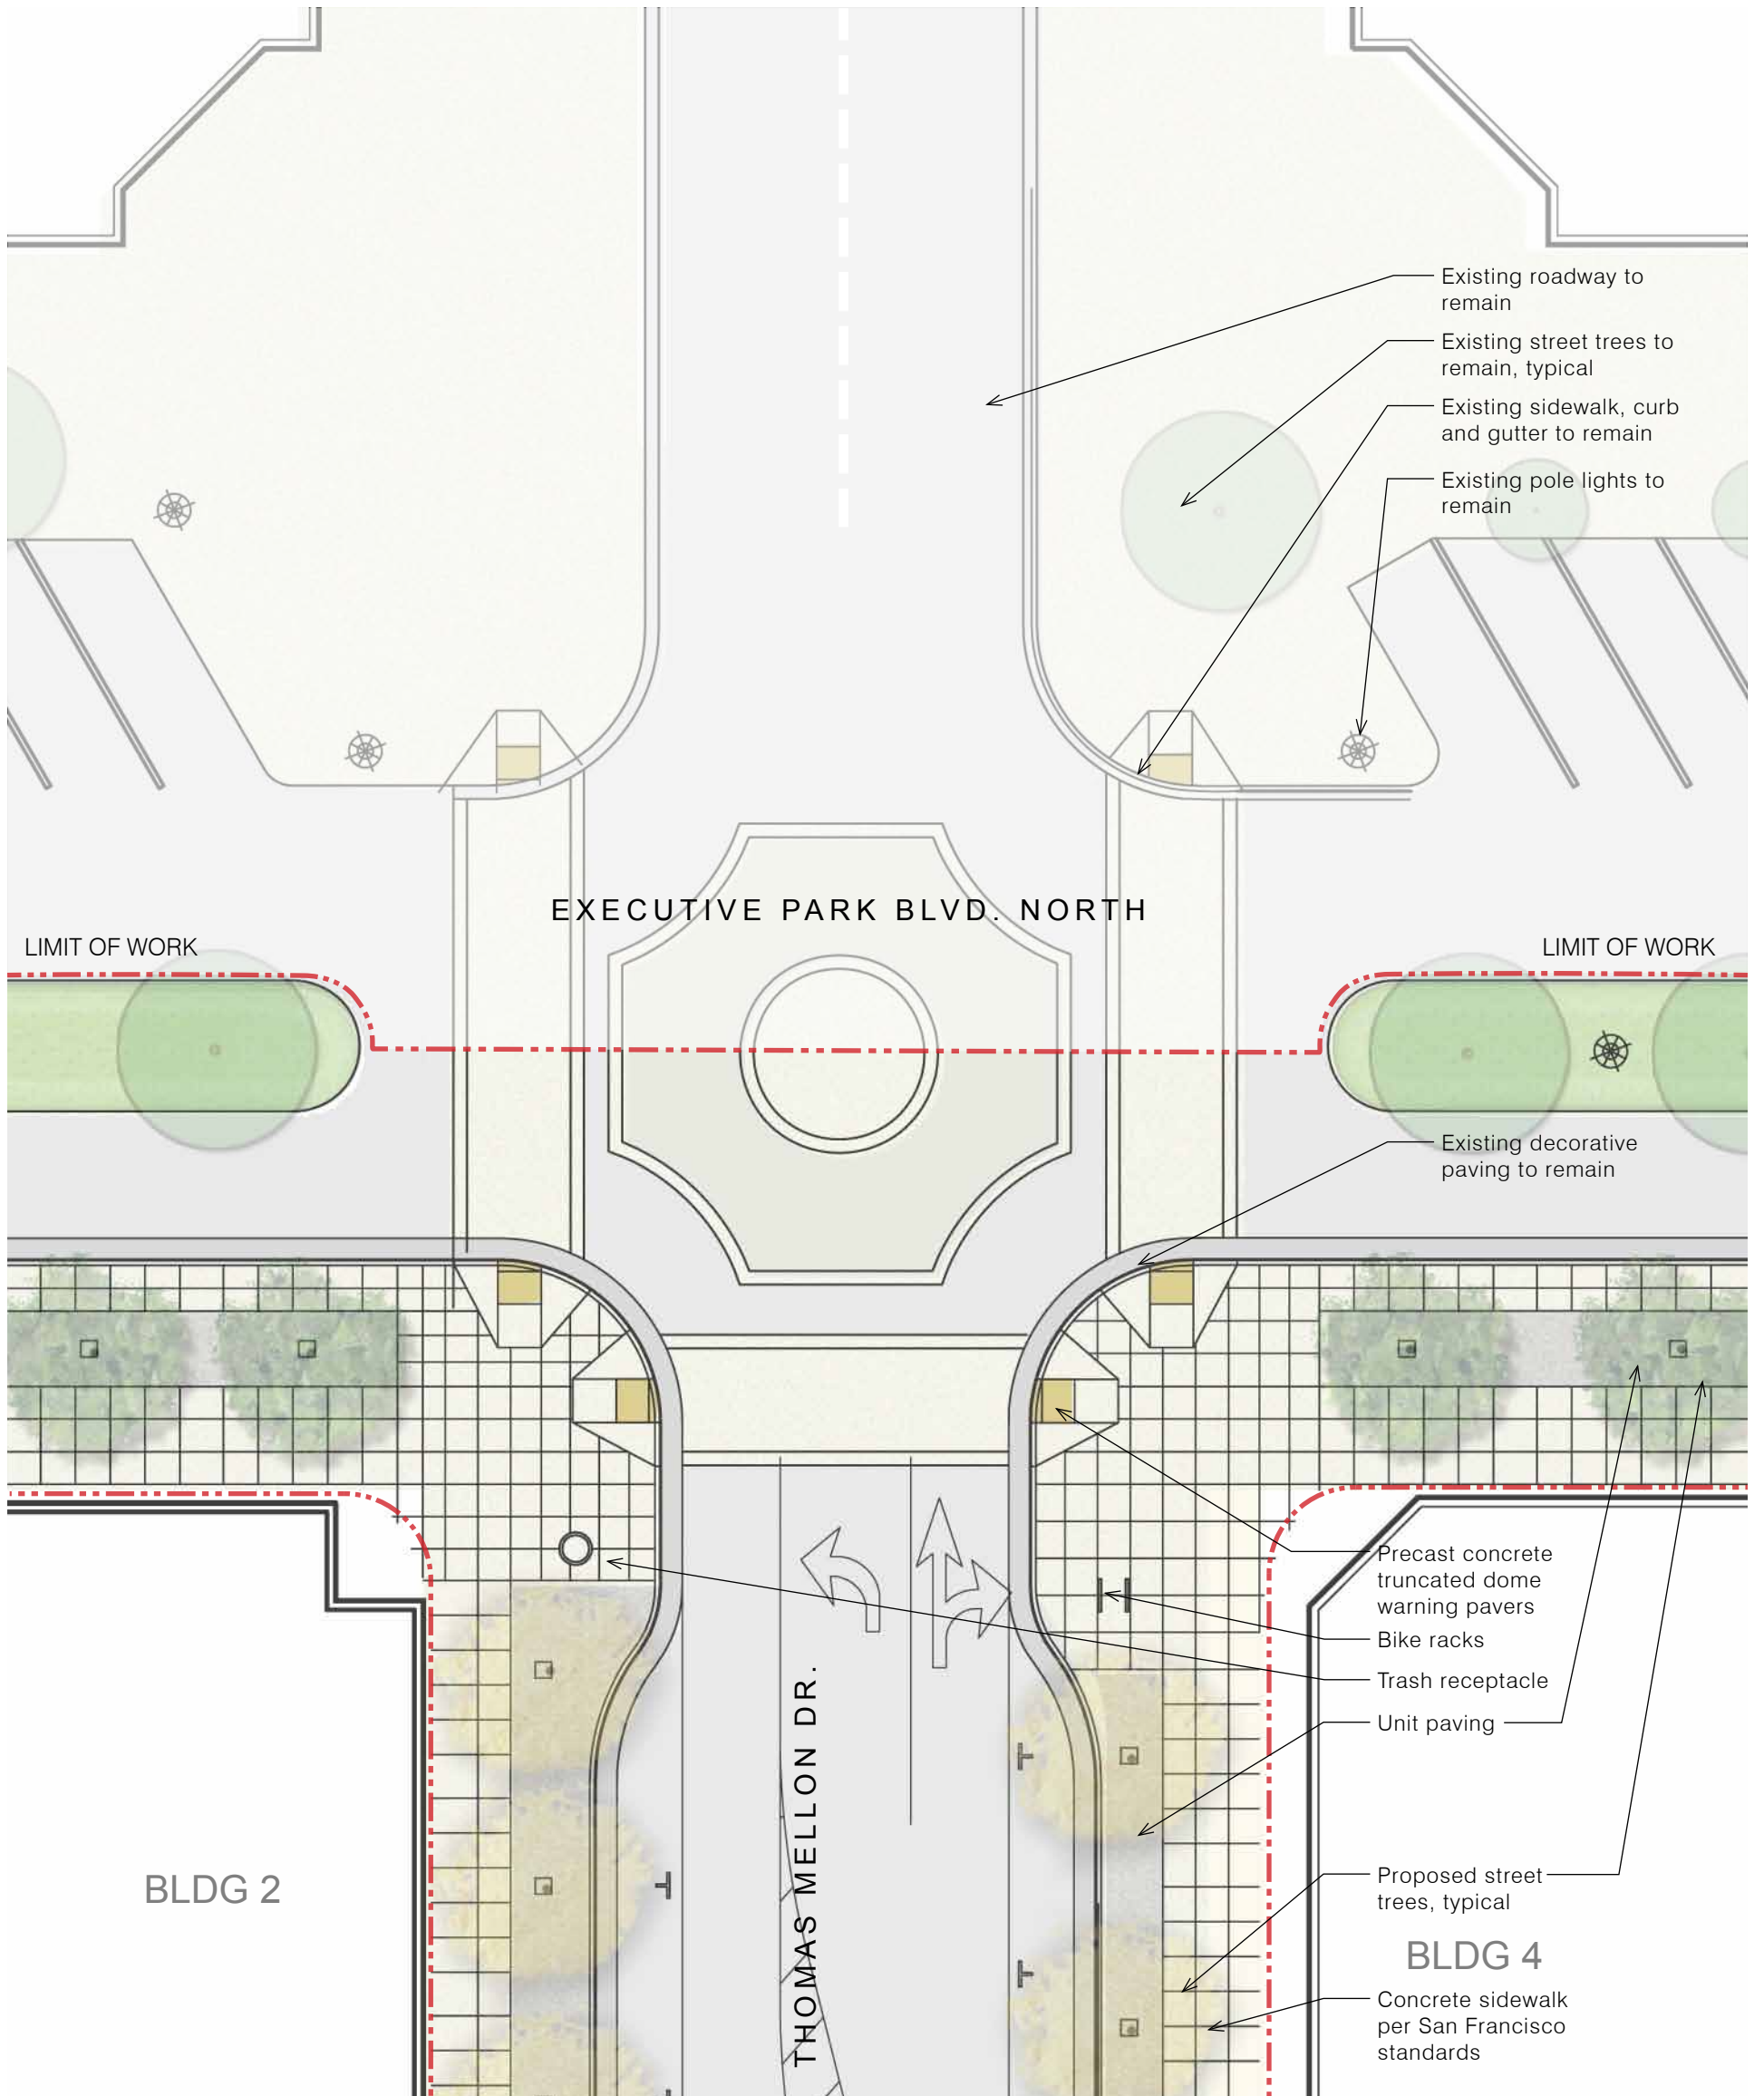 Existing roadway to
remain
Existing street trees to
remain, typical
Existing sidewalk, curb
and gutter to remain
Existing pole lights to
remain
EXECUTIVE PARK BLVD. NORTH
LIMIT OF WORK
LIMIT OF WORK
Existing decorative
paving to remain
Precast concrete
truncated dome
warning pavers
Bike racks
Trash receptacle
Unit paving
THOMAS MELLON DR.
BLDG 2
Proposed street
trees, typical
BLDG 4
Concrete sidewalk
per San Francisco
standards